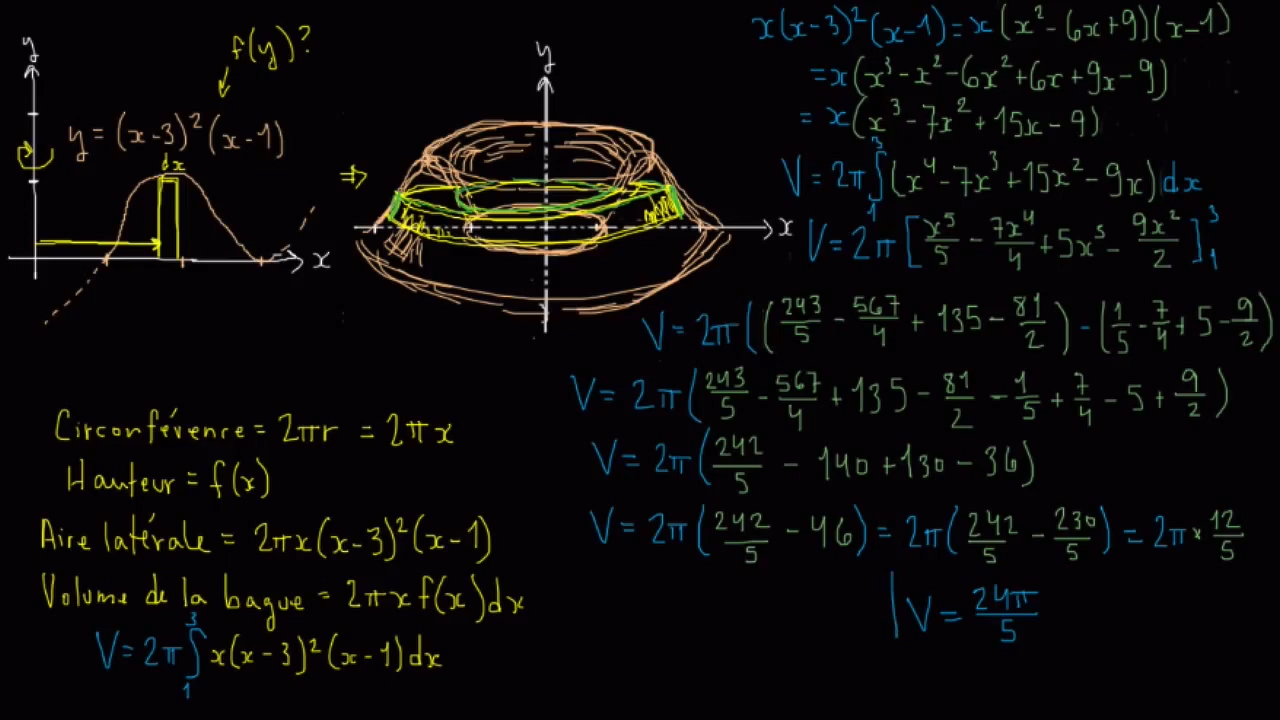 y
f(y)?
y = (x-3)²(x-1)
dx
x
⇒
y
x
Circonférence = 2πr = 2πx
Hauteur = f(x)
Aire latérale = 2πx(x-3)²(x-1)
Volume de la bague = 2πx f(x)dx
V = 2π ∫₁³ x(x-3)²(x-1)dx
x(x-3)²(x-1) = x(x²-6x+9)(x-1)
= x(x³-x²-6x²+6x+9x-9)
= x(x³-7x²+15x-9)
V = 2π ∫₁³ (x⁴-7x³+15x²-9x)dx
V = 2π [x⁵/5 - 7x⁴/4 + 5x³ - 9x²/2]₁³
V = 2π((243/5 - 567/4 + 135 - 81/2) - (1/5 - 7/4 + 5 - 9/2)
V = 2π(243/5 - 567/4 + 135 - 81/2 - 1/5 + 7/4 - 5 + 9/2)
V = 2π(242/5 - 140 + 130 - 36)
V = 2π(242/5 - 46) = 2π(242/5 - 230/5) = 2π × 12/5
V = 24π/5